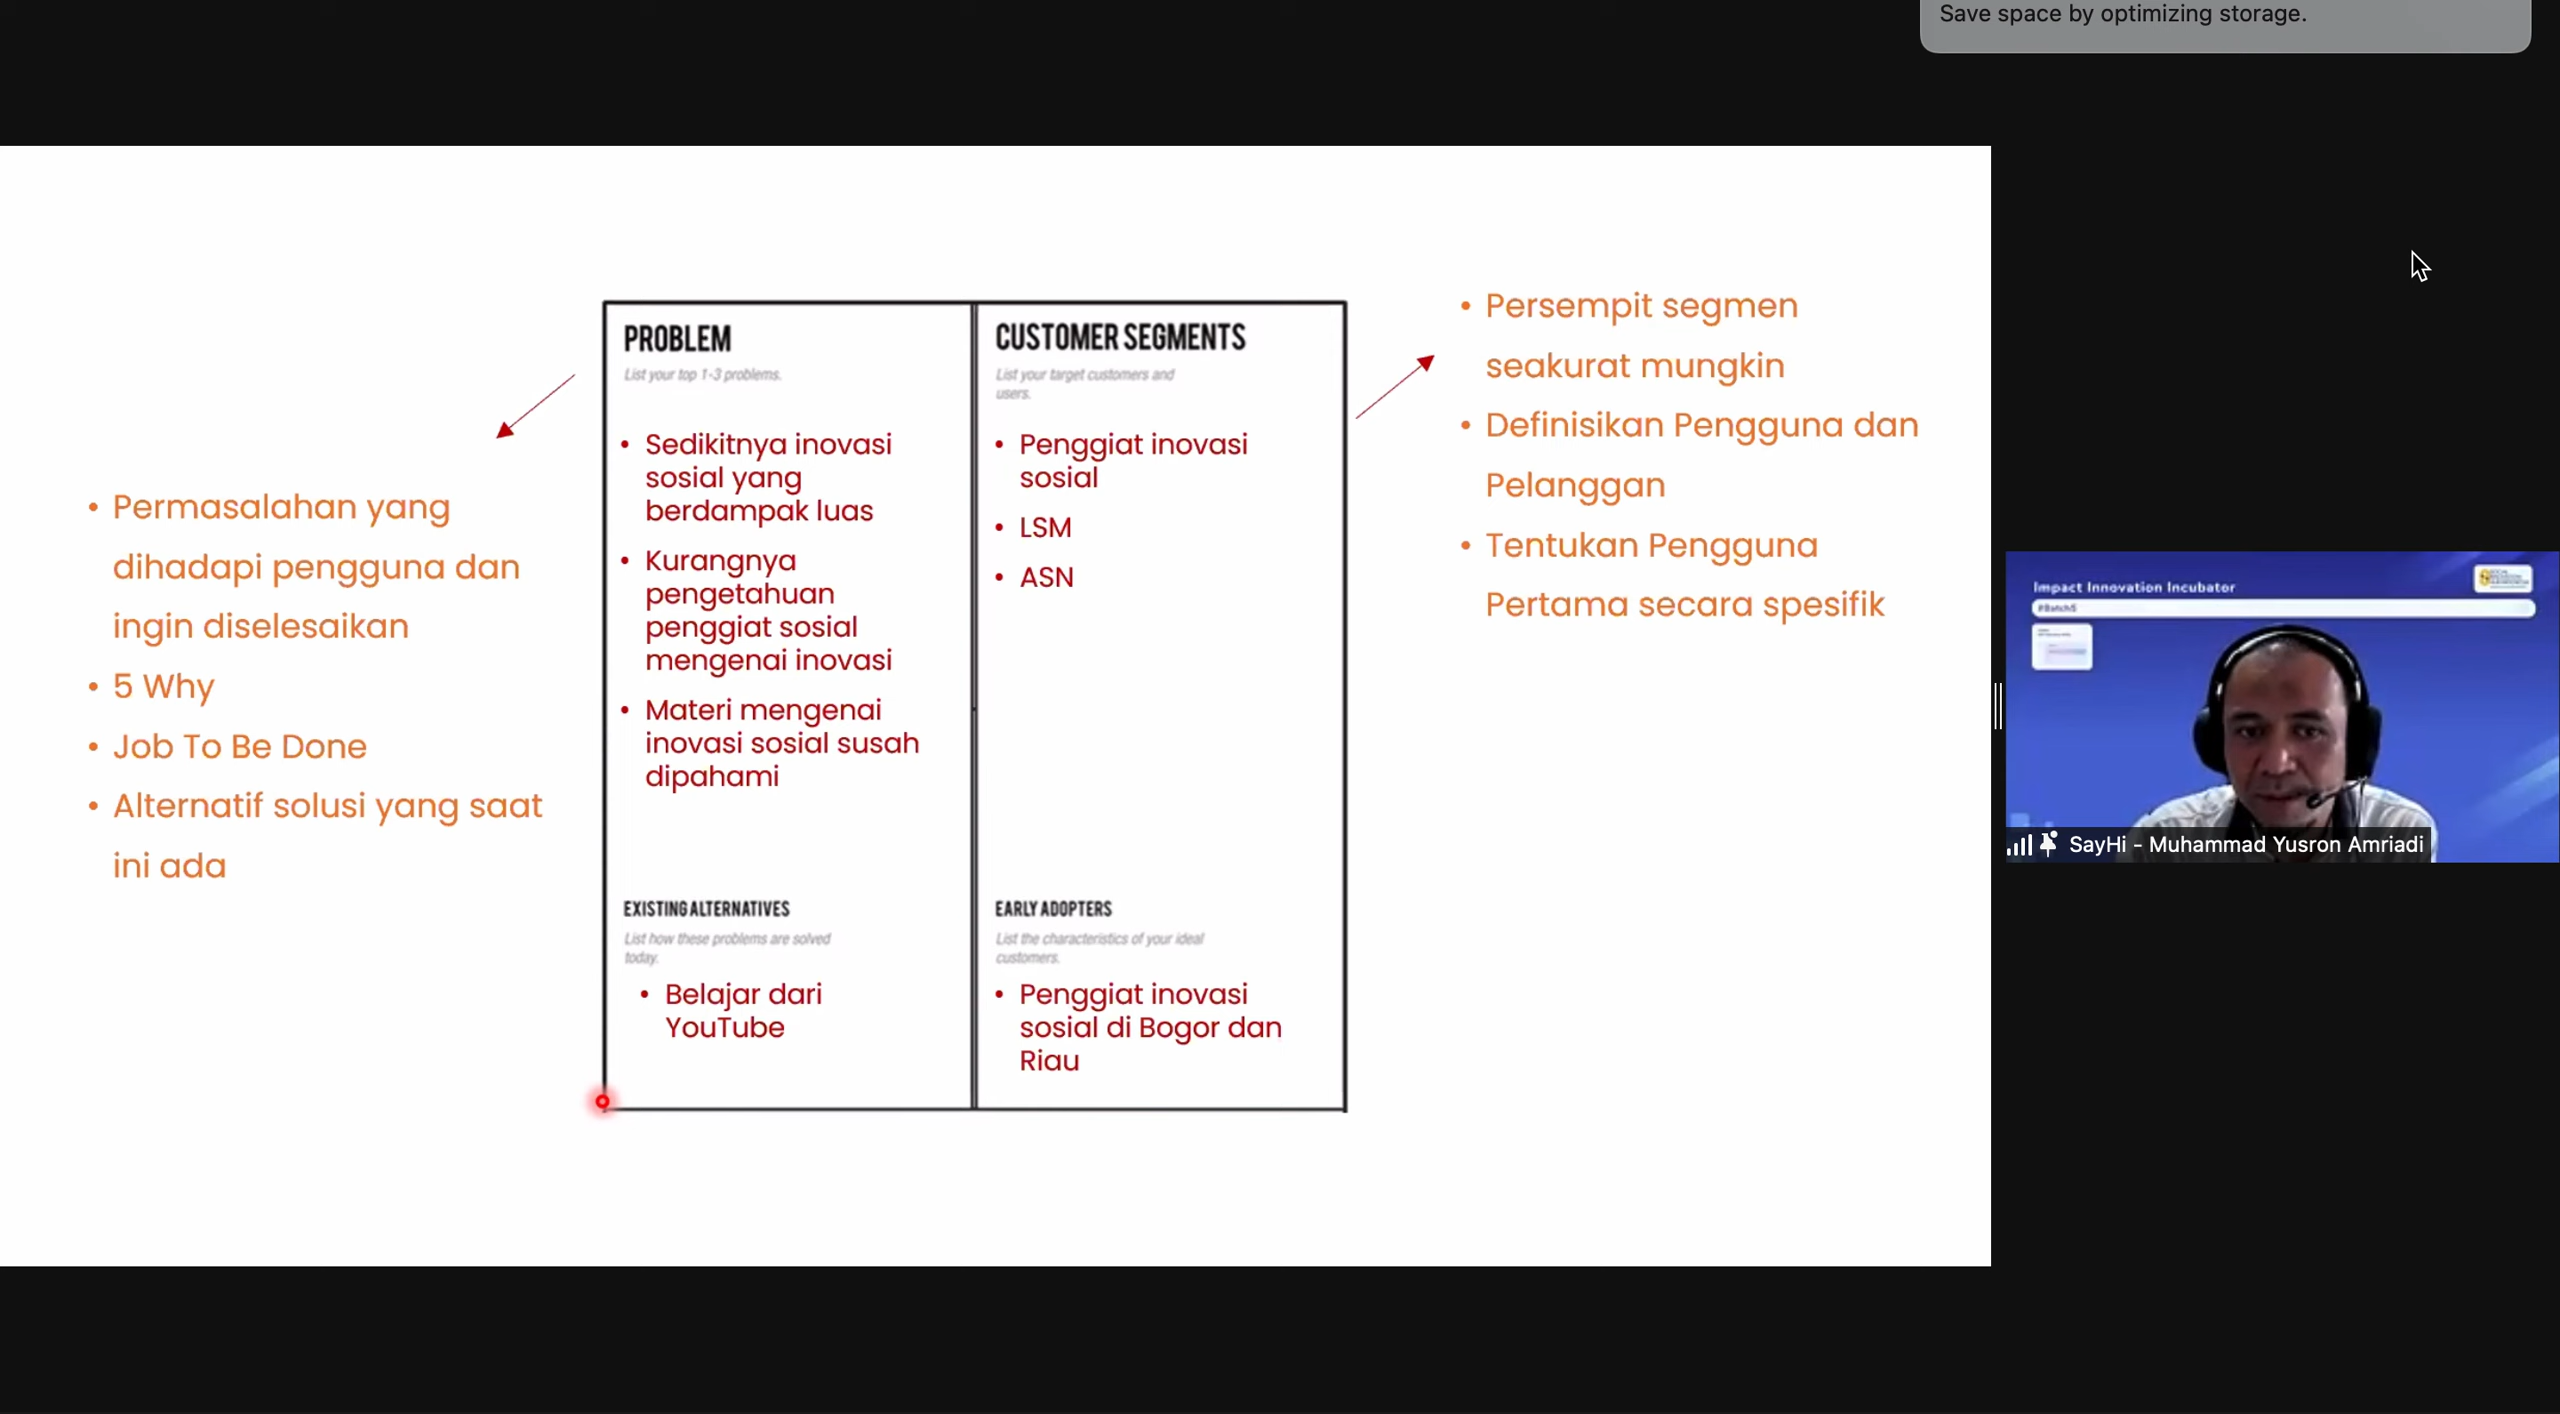 Save space by optimizing storage.
• Permasalahan yang
dihadapi pengguna dan
ingin diselesaikan
• 5 Why
• Job To Be Done
• Alternatif solusi yang saat
ini ada
PROBLEM
List your top 1-3 problems.
• Sedikitnya inovasi
sosial yang
berdampak luas
• Kurangnya
pengetahuan
penggiat sosial
mengenai inovasi
• Materi mengenai
inovasi sosial susah
dipahami
EXISTING ALTERNATIVES
List how these problems are solved
today.
• Belajar dari
YouTube
CUSTOMER SEGMENTS
List your target customers and
users.
• Penggiat inovasi
sosial
• LSM
• ASN
EARLY ADOPTERS
List the characteristics of your ideal
customers.
• Penggiat inovasi
sosial di Bogor dan
Riau
• Persempit segmen
seakurat mungkin
• Definisikan Pengguna dan
Pelanggan
• Tentukan Pengguna
Pertama secara spesifik
Impact Innovation Incubator
#Batch5
SayHi - Muhammad Yusron Amriadi